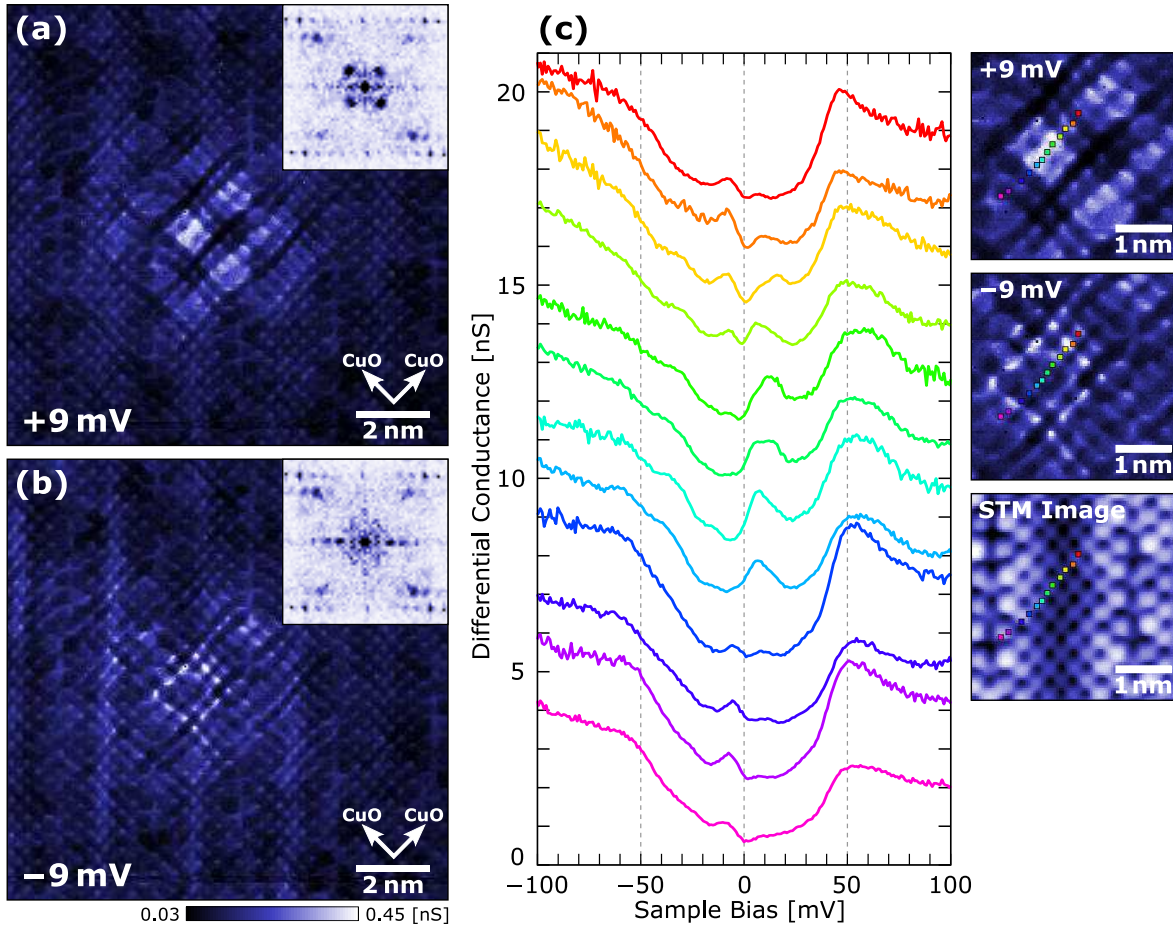 (a)
CuO CuO
+9 mV
2 nm
(b)
CuO CuO
−9 mV
2 nm
0.03 0.45 [nS]
(c)
20
15
10
5
0
Differential Conductance [nS]
−100 −50 0 50 100
Sample Bias [mV]
+9 mV
1 nm
−9 mV
1 nm
STM Image
1 nm